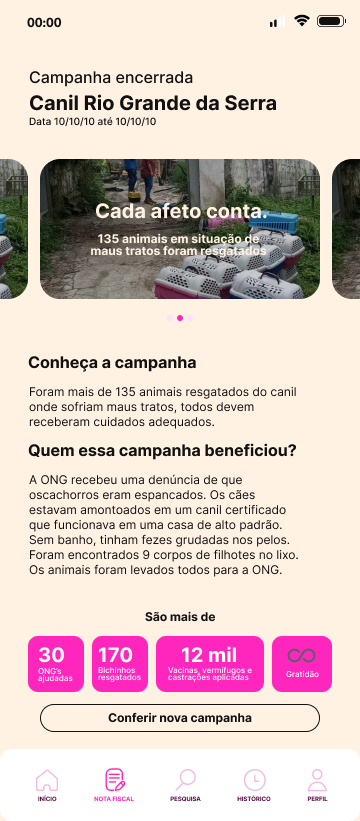 00:00
Campanha encerrada
Canil Rio Grande da Serra
Data 10/10/10 até 10/10/10
Cada afeto conta.
135 animais em situação de
maus tratos foram resgatados
Conheça a campanha
Foram mais de 135 animais resgatados do canil
onde sofriam maus tratos, todos devem
receberam cuidados adequados.
Quem essa campanha beneficiou?
A ONG recebeu uma denúncia de que
oscachorros eram espancados. Os cães
estavam amontoados em um canil certificado
que funcionava em uma casa de alto padrão.
Sem banho, tinham fezes grudadas nos pelos.
Foram encontrados 9 corpos de filhotes no lixo.
Os animais foram levados todos para a ONG.
São mais de
30
ONG's
ajudadas
170
Bichinhos
resgatados
12 mil
Vacinas, vermífugos e
castrações aplicadas
Gratidão
Conferir nova campanha
INÍCIO
NOTA FISCAL
PESQUISA
HISTÓRICO
PERFIL